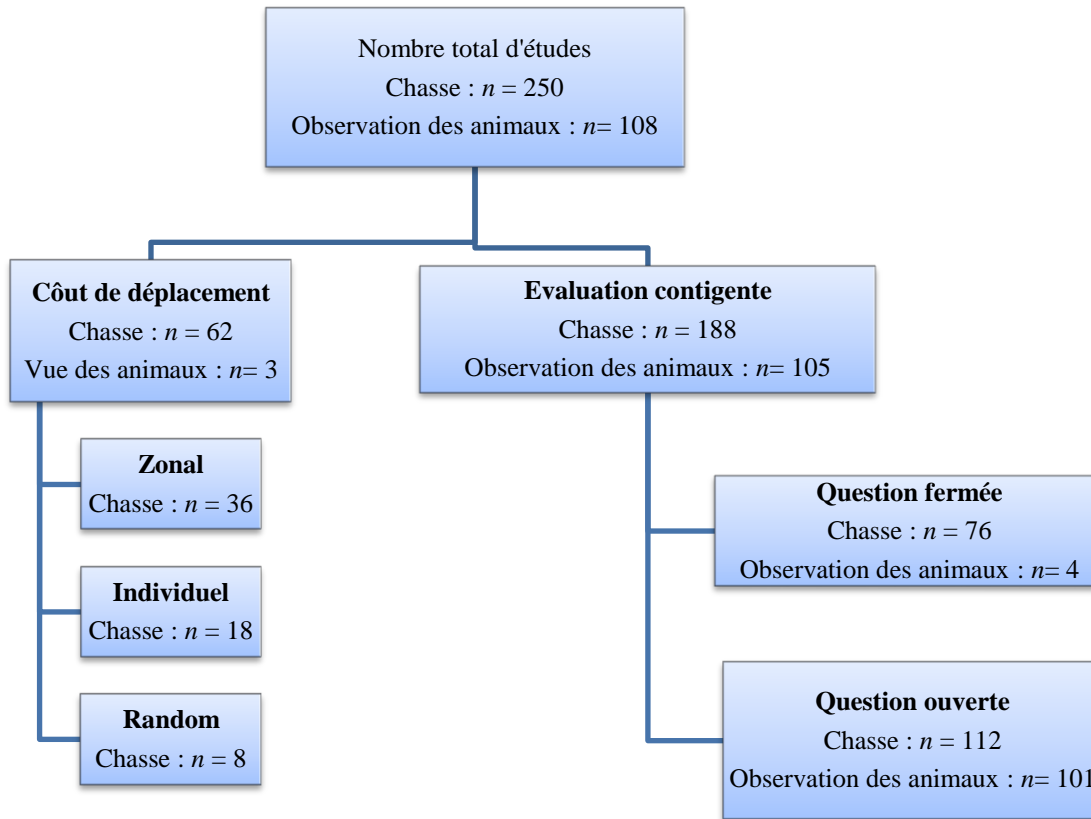 Nombre total d'études
Chasse : n = 250
Observation des animaux : n= 108
Côut de déplacement
Chasse : n = 62
Vue des animaux : n= 3
Evaluation contigente
Chasse : n = 188
Observation des animaux : n= 105
Zonal
Chasse : n = 36
Individuel
Chasse : n = 18
Random
Chasse : n = 8
Question fermée
Chasse : n = 76
Observation des animaux : n= 4
Question ouverte
Chasse : n = 112
Observation des animaux : n= 101